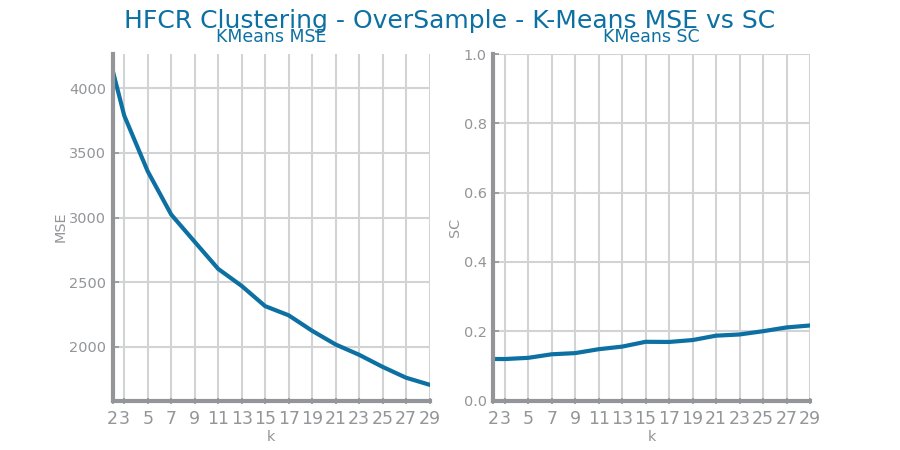 HFCR Clustering - OverSample - K-Means MSE vs SC
KMeans MSE
4000
3500
3000
2500
2000
MSE
2 3 5 7 9 11 13 15 17 19 21 23 25 27 29
k
KMeans SC
1.0
0.8
0.6
0.4
0.2
0.0
SC
2 3 5 7 9 11 13 15 17 19 21 23 25 27 29
k